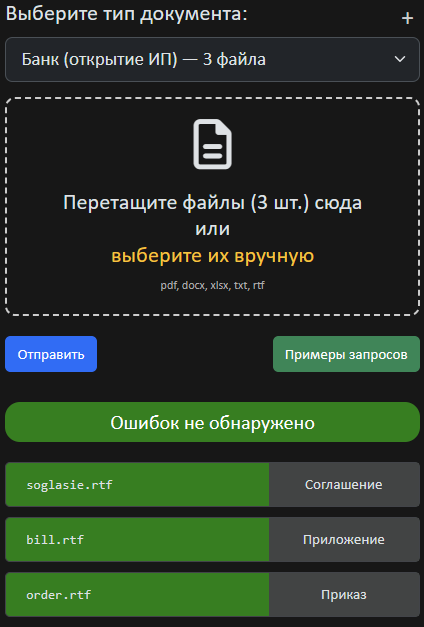 Выберите тип документа:
+
Банк (открытие ИП) — 3 файла
Перетащите файлы (3 шт.) сюда
или
выберите их вручную
pdf, docx, xlsx, txt, rtf
Отправить
Примеры запросов
Ошибок не обнаружено
soglasie.rtf Соглашение
bill.rtf Приложение
order.rtf Приказ